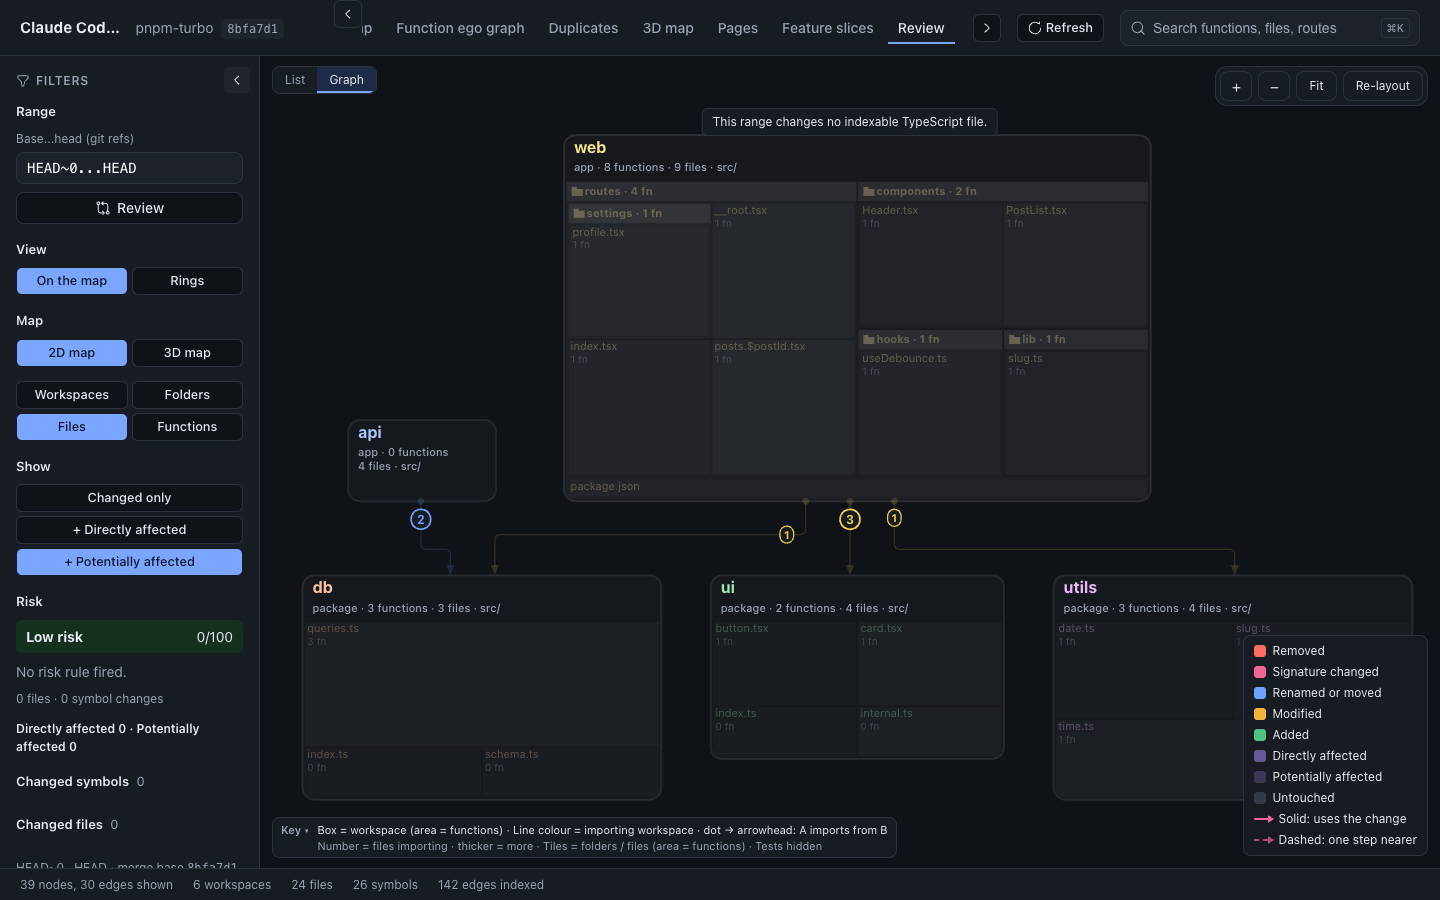 Claude Cod...
pnpm-turbo
8bfa7d1
Function ego graph
Duplicates
3D map
Pages
Feature slices
Review
Refresh
Search functions, files, routes
⌘K
FILTERS
Range
Base...head (git refs)
HEAD~0...HEAD
Review
View
On the map
Rings
Map
2D map
3D map
Workspaces
Folders
Files
Functions
Show
Changed only
+ Directly affected
+ Potentially affected
Risk
Low risk
0/100
No risk rule fired.
0 files · 0 symbol changes
Directly affected 0 · Potentially
affected 0
Changed symbols 0
Changed files 0
List
Graph
+
−
Fit
Re-layout
This range changes no indexable TypeScript file.
web
app · 8 functions · 9 files · src/
routes · 4 fn
components · 2 fn
settings · 1 fn
__root.tsx
1 fn
Header.tsx
1 fn
PostList.tsx
1 fn
profile.tsx
1 fn
hooks · 1 fn
lib · 1 fn
index.tsx
1 fn
posts.$postId.tsx
1 fn
useDebounce.ts
1 fn
slug.ts
1 fn
package.json
api
app · 0 functions
4 files · src/
2
1
3
1
db
package · 3 functions · 3 files · src/
queries.ts
3 fn
index.ts
0 fn
schema.ts
0 fn
ui
package · 2 functions · 4 files · src/
button.tsx
1 fn
card.tsx
1 fn
index.ts
0 fn
internal.ts
0 fn
utils
package · 3 functions · 4 files · src/
date.ts
1 fn
slug.ts
time.ts
1 fn
Removed
Signature changed
Renamed or moved
Modified
Added
Directly affected
Potentially affected
Untouched
Solid: uses the change
Dashed: one step nearer
Key
Box = workspace (area = functions) · Line colour = importing workspace · dot → arrowhead: A imports from B
Number = files importing · thicker = more · Tiles = folders / files (area = functions) · Tests hidden
39 nodes, 30 edges shown
6 workspaces
24 files
26 symbols
142 edges indexed